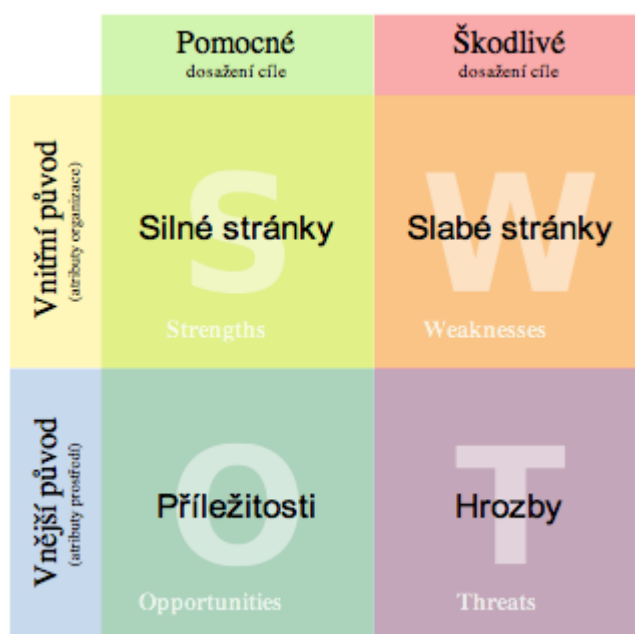 Pomocné
dosažení cíle
Škodlivé
dosažení cíle
Vnitřní původ
(atributy organizace)
S
Silné stránky
Strengths
W
Slabé stránky
Weaknesses
Vnější původ
(atributy prostředí)
O
Příležitosti
Opportunities
T
Hrozby
Threats